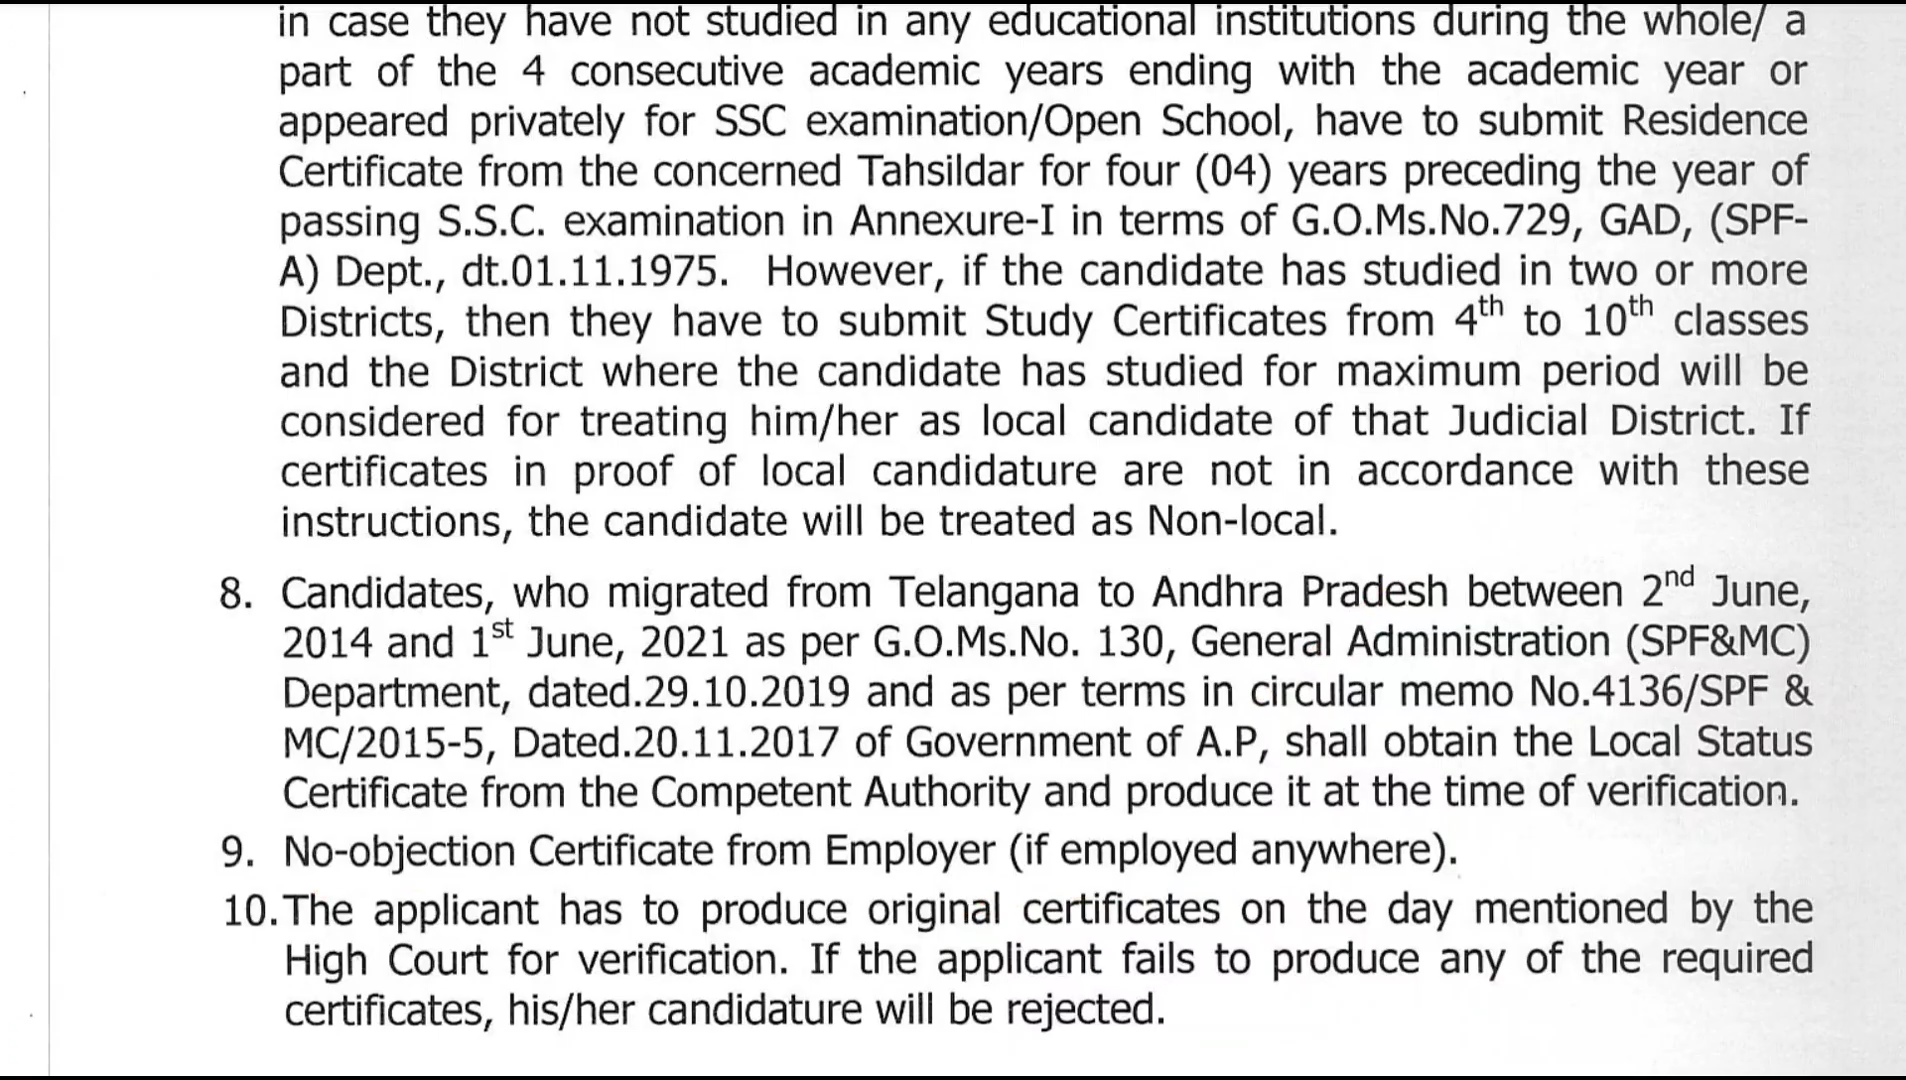 in case they have not studied in any educational institutions during the whole/ a
part of the 4 consecutive academic years ending with the academic year or
appeared privately for SSC examination/Open School, have to submit Residence
Certificate from the concerned Tahsildar for four (04) years preceding the year of
passing S.S.C. examination in Annexure-I in terms of G.O.Ms.No.729, GAD, (SPF-
A) Dept., dt.01.11.1975. However, if the candidate has studied in two or more
Districts, then they have to submit Study Certificates from 4th to 10th classes
and the District where the candidate has studied for maximum period will be
considered for treating him/her as local candidate of that Judicial District. If
certificates in proof of local candidature are not in accordance with these
instructions, the candidate will be treated as Non-local.
8. Candidates, who migrated from Telangana to Andhra Pradesh between 2nd June,
2014 and 1st June, 2021 as per G.O.Ms.No. 130, General Administration (SPF&MC)
Department, dated.29.10.2019 and as per terms in circular memo No.4136/SPF &
MC/2015-5, Dated.20.11.2017 of Government of A.P, shall obtain the Local Status
Certificate from the Competent Authority and produce it at the time of verification.
9. No-objection Certificate from Employer (if employed anywhere).
10. The applicant has to produce original certificates on the day mentioned by the
High Court for verification. If the applicant fails to produce any of the required
certificates, his/her candidature will be rejected.